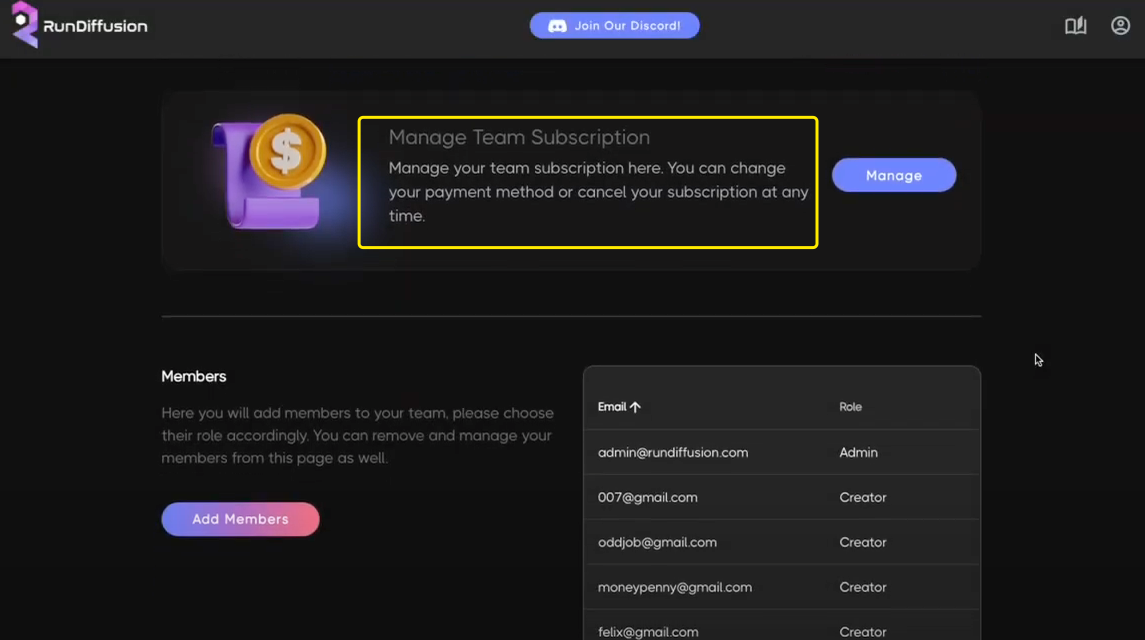 RunDiffusion
Join Our Discord!
$
Manage Team Subscription
Manage your team subscription here. You can change
your payment method or cancel your subscription at any
time.
Manage
Members
Here you will add members to your team, please choose
their role accordingly. You can remove and manage your
members from this page as well.
Add Members
Email Role
admin@rundiffusion.com Admin
007@gmail.com Creator
oddjob@gmail.com Creator
moneypenny@gmail.com Creator
felix@gmail.com Creator